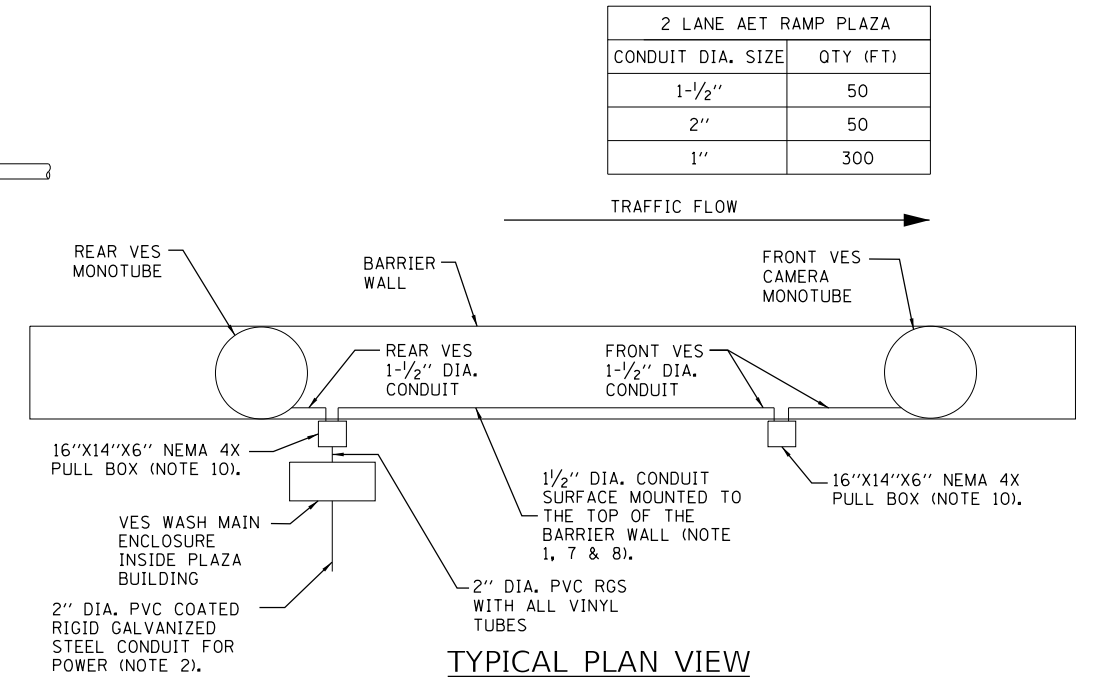 2 LANE AET RAMP PLAZA
CONDUIT DIA. SIZE QTY (FT)
1-1/2'' 50
2'' 50
1'' 300
TRAFFIC FLOW
REAR VES
MONOTUBE
BARRIER
WALL
FRONT VES
CAMERA
MONOTUBE
REAR VES
1-1/2'' DIA.
CONDUIT
FRONT VES
1-1/2'' DIA.
CONDUIT
16''X14''X6'' NEMA 4X
PULL BOX (NOTE 10).
1 1/2'' DIA. CONDUIT
SURFACE MOUNTED TO
THE TOP OF THE
BARRIER WALL (NOTE
1, 7 & 8).
16''X14''X6'' NEMA 4X
PULL BOX (NOTE 10).
VES WASH MAIN
ENCLOSURE
INSIDE PLAZA
BUILDING
2'' DIA. PVC RGS
WITH ALL VINYL
TUBES
2'' DIA. PVC COATED
RIGID GALVANIZED
STEEL CONDUIT FOR
POWER (NOTE 2).
TYPICAL PLAN VIEW